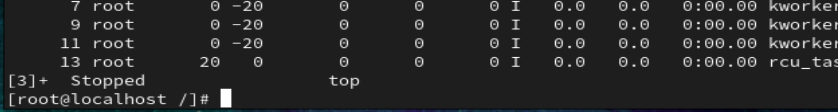 7 root 0 -20 0 0 0 I 0.0 0.0 0:00.00 kworker
9 root 0 -20 0 0 0 I 0.0 0.0 0:00.00 kworker
11 root 0 -20 0 0 0 I 0.0 0.0 0:00.00 kworker
13 root 20 0 0 0 0 I 0.0 0.0 0:00.00 rcu_tas
[3]+ Stopped top
[root@localhost /]#